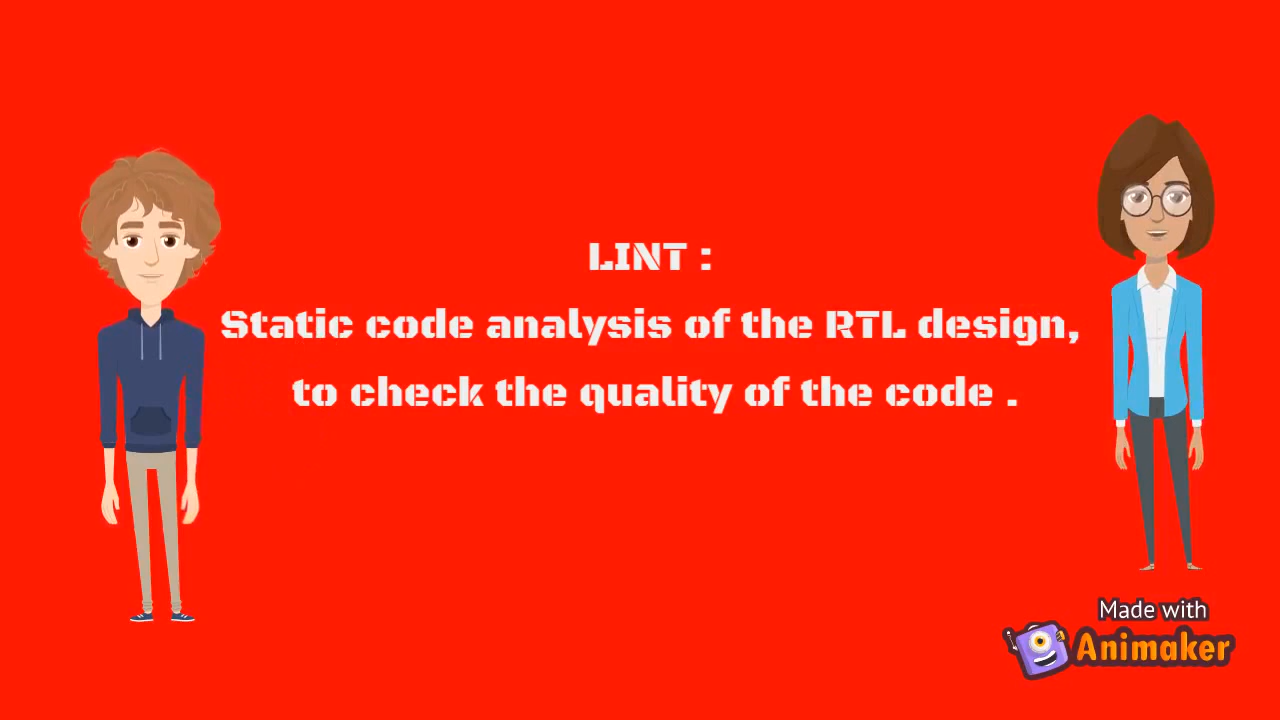 LINT :
Static code analysis of the RTL design,
to check the quality of the code .
Made with
Animaker